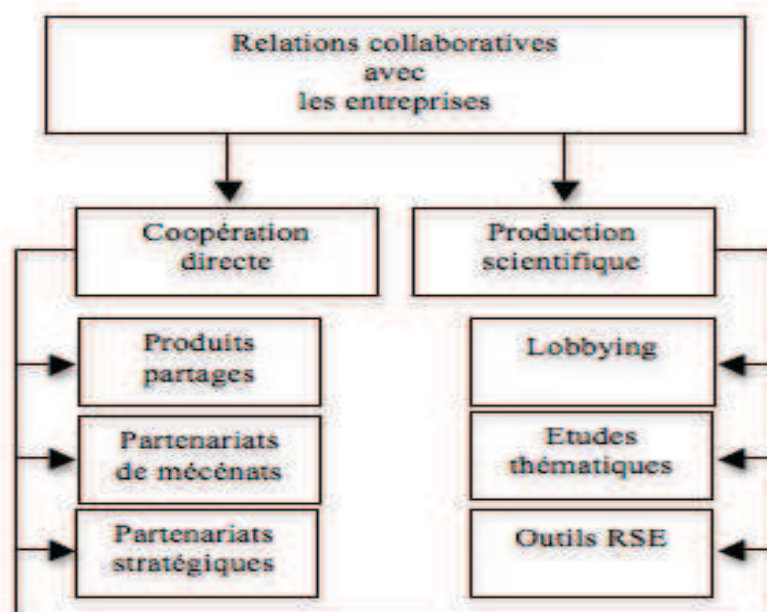 Relations collaboratives
avec
les entreprises
Coopération
directe
Production
scientifique
Produits
partages
Lobbying
Partenariats
de mécénats
Etudes
thématiques
Partenariats
stratégiques
Outils RSE